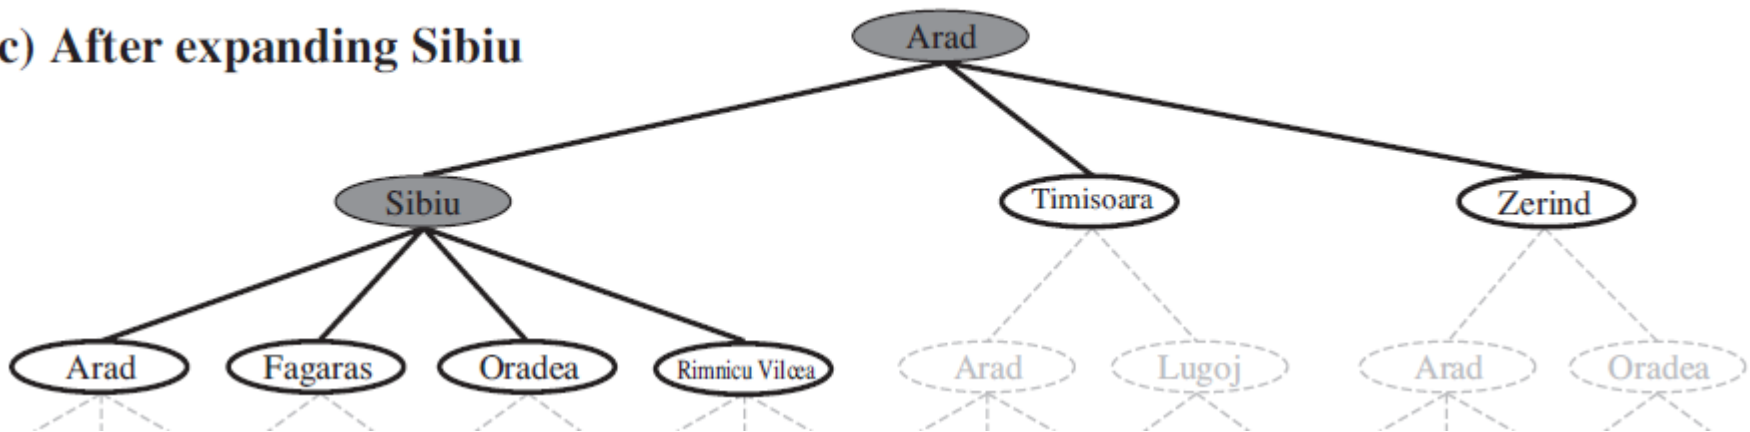 c) After expanding Sibiu
Arad
Sibiu
Timisoara
Zerind
Arad
Fagaras
Oradea
Rimnicu Vilcea
Arad
Lugoj
Arad
Oradea